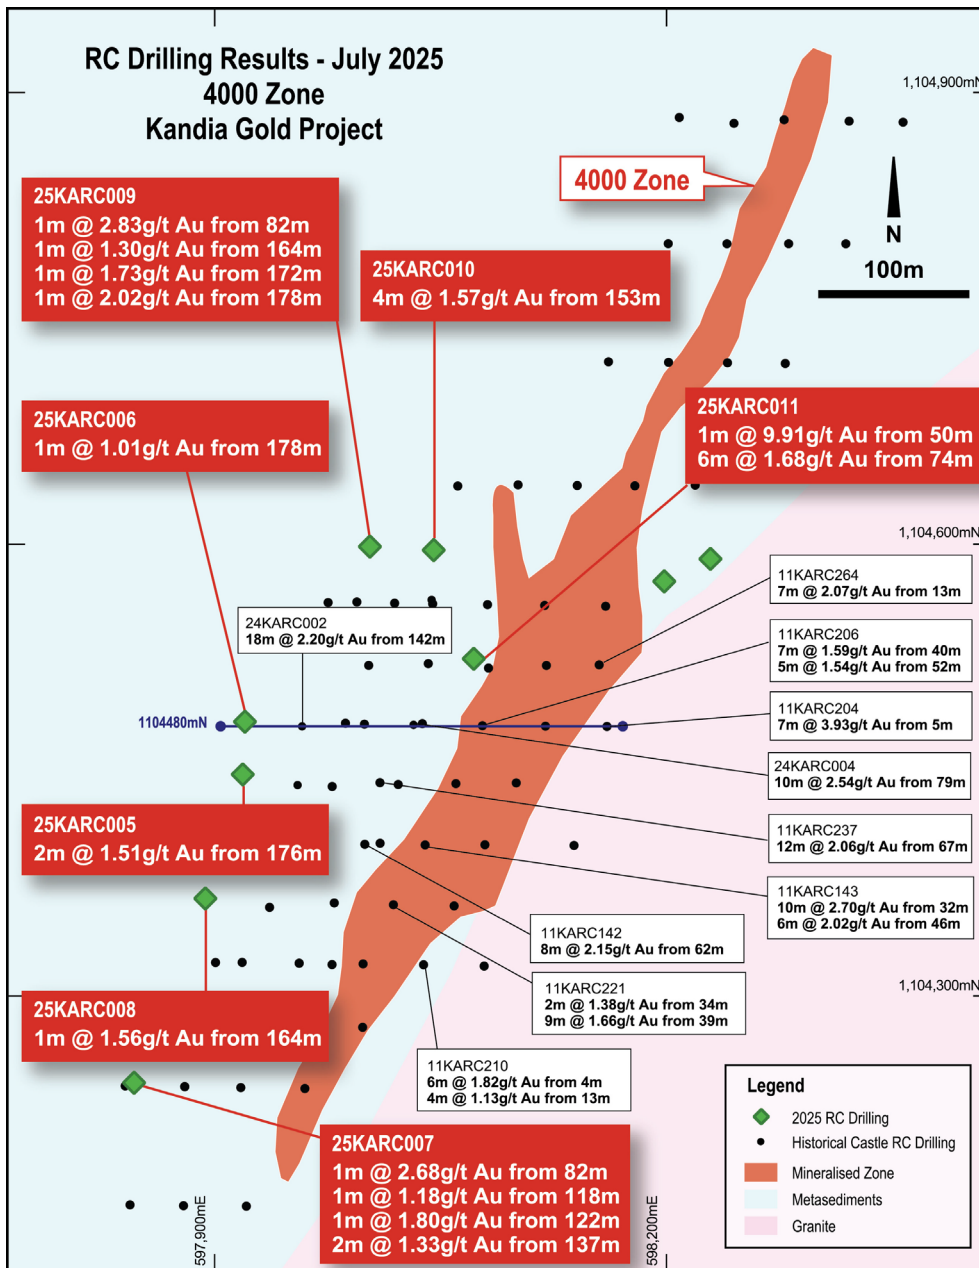 RC Drilling Results - July 2025
4000 Zone
Kandia Gold Project
1,104,900mN
4000 Zone
N
100m
25KARC009
1m @ 2.83g/t Au from 82m
1m @ 1.30g/t Au from 164m
1m @ 1.73g/t Au from 172m
1m @ 2.02g/t Au from 178m
25KARC010
4m @ 1.57g/t Au from 153m
25KARC006
1m @ 1.01g/t Au from 178m
25KARC011
1m @ 9.91g/t Au from 50m
6m @ 1.68g/t Au from 74m
1,104,600mN
11KARC264
7m @ 2.07g/t Au from 13m
24KARC002
18m @ 2.20g/t Au from 142m
11KARC206
7m @ 1.59g/t Au from 40m
5m @ 1.54g/t Au from 52m
1104480mN
11KARC204
7m @ 3.93g/t Au from 5m
24KARC004
10m @ 2.54g/t Au from 79m
25KARC005
2m @ 1.51g/t Au from 176m
11KARC237
12m @ 2.06g/t Au from 67m
11KARC143
10m @ 2.70g/t Au from 32m
6m @ 2.02g/t Au from 46m
11KARC142
8m @ 2.15g/t Au from 62m
11KARC221
2m @ 1.38g/t Au from 34m
9m @ 1.66g/t Au from 39m
1,104,300mN
25KARC008
1m @ 1.56g/t Au from 164m
11KARC210
6m @ 1.82g/t Au from 4m
4m @ 1.13g/t Au from 13m
25KARC007
1m @ 2.68g/t Au from 82m
1m @ 1.18g/t Au from 118m
1m @ 1.80g/t Au from 122m
2m @ 1.33g/t Au from 137m
Legend
2025 RC Drilling
Historical Castle RC Drilling
Mineralised Zone
Metasediments
Granite
597,900mE
598,200mE